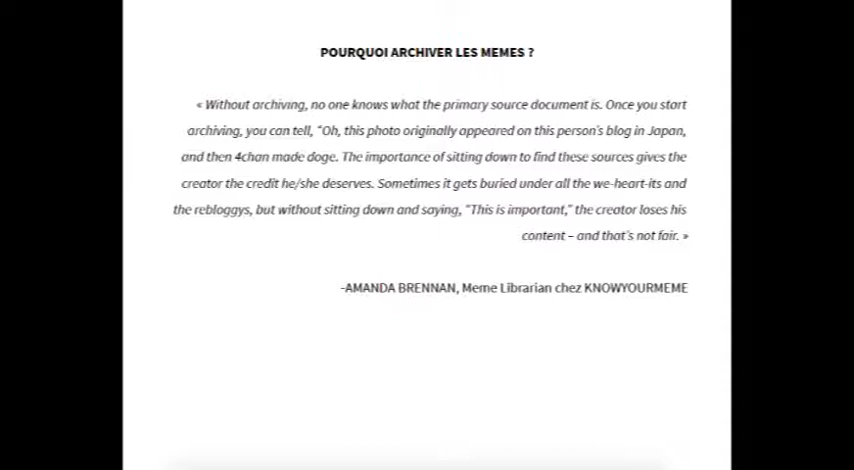 POURQUOI ARCHIVER LES MEMES ?
« Without archiving, no one knows what the primary source document is. Once you start
archiving, you can tell, "Oh, this photo originally appeared on this person's blog in Japan,
and then 4chan made doge. The importance of sitting down to find these sources gives the
creator the credit he/she deserves. Sometimes it gets buried under all the we-heart-its and
the rebloggys, but without sitting down and saying, "This is important," the creator loses his
content – and that's not fair. »
-AMANDA BRENNAN, Meme Librarian chez KNOWYOURMEME